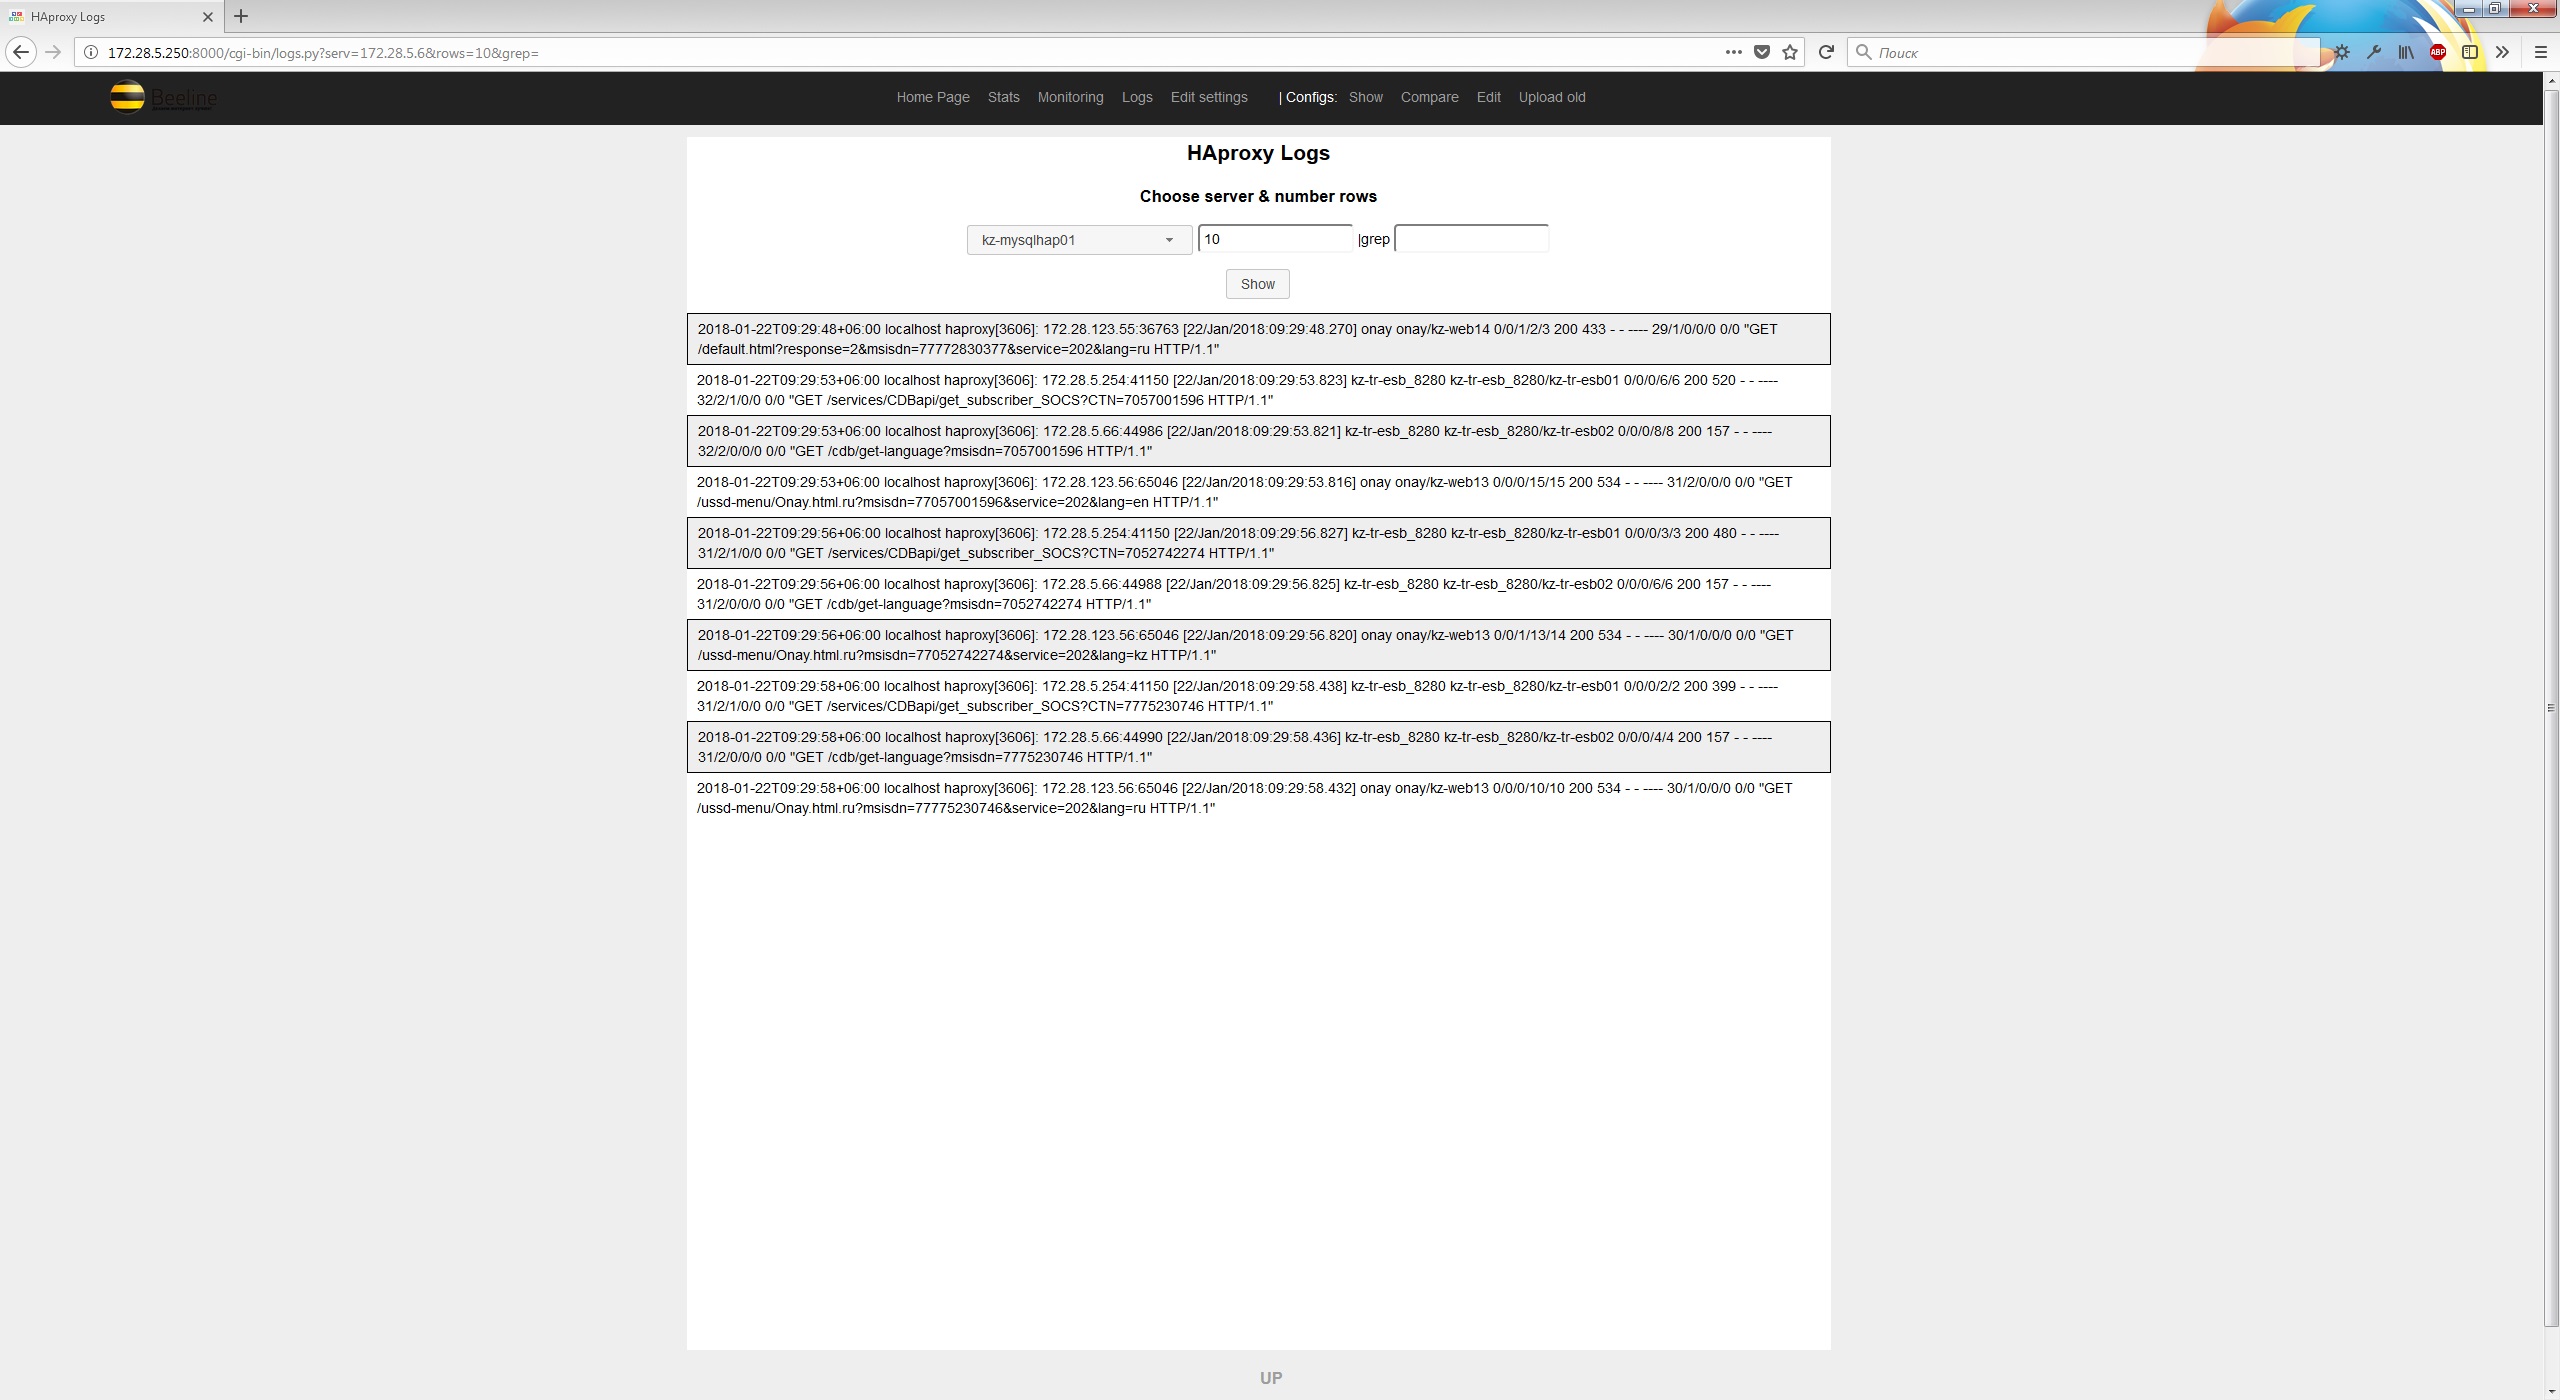 HAproxy Logs
172.28.5.250:8000/cgi-bin/logs.py?serv=172.28.5.6&rows=10&grep=
Поиск
ABP
Beeline
Home Page Stats Monitoring Logs Edit settings | Configs: Show Compare Edit Upload old
HAproxy Logs
Choose server & number rows
kz-mysqlhap01 10 |grep
Show
2018-01-22T09:29:48+06:00 localhost haproxy[3606]: 172.28.123.55:36763 [22/Jan/2018:09:29:48.270] onay onay/kz-web14 0/0/1/2/3 200 433 - - ---- 29/1/0/0/0 0/0 "GET
/default.html?response=2&msisdn=77772830377&service=202&lang=ru HTTP/1.1"
2018-01-22T09:29:53+06:00 localhost haproxy[3606]: 172.28.5.254:41150 [22/Jan/2018:09:29:53.823] kz-tr-esb_8280 kz-tr-esb_8280/kz-tr-esb01 0/0/0/6/6 200 520 - - ----
32/2/1/0/0 0/0 "GET /services/CDBapi/get_subscriber_SOCS?CTN=7057001596 HTTP/1.1"
2018-01-22T09:29:53+06:00 localhost haproxy[3606]: 172.28.5.66:44986 [22/Jan/2018:09:29:53.821] kz-tr-esb_8280 kz-tr-esb_8280/kz-tr-esb02 0/0/0/8/8 200 157 - - ----
32/2/0/0/0 0/0 "GET /cdb/get-language?msisdn=7057001596 HTTP/1.1"
2018-01-22T09:29:53+06:00 localhost haproxy[3606]: 172.28.123.56:65046 [22/Jan/2018:09:29:53.816] onay onay/kz-web13 0/0/0/15/15 200 534 - - ---- 31/2/0/0/0 0/0 "GET
/ussd-menu/Onay.html.ru?msisdn=77057001596&service=202&lang=en HTTP/1.1"
2018-01-22T09:29:56+06:00 localhost haproxy[3606]: 172.28.5.254:41150 [22/Jan/2018:09:29:56.827] kz-tr-esb_8280 kz-tr-esb_8280/kz-tr-esb01 0/0/0/3/3 200 480 - - ----
31/2/1/0/0 0/0 "GET /services/CDBapi/get_subscriber_SOCS?CTN=7052742274 HTTP/1.1"
2018-01-22T09:29:56+06:00 localhost haproxy[3606]: 172.28.5.66:44988 [22/Jan/2018:09:29:56.825] kz-tr-esb_8280 kz-tr-esb_8280/kz-tr-esb02 0/0/0/6/6 200 157 - - ----
31/2/0/0/0 0/0 "GET /cdb/get-language?msisdn=7052742274 HTTP/1.1"
2018-01-22T09:29:56+06:00 localhost haproxy[3606]: 172.28.123.56:65046 [22/Jan/2018:09:29:56.820] onay onay/kz-web13 0/0/1/13/14 200 534 - - ---- 30/1/0/0/0 0/0 "GET
/ussd-menu/Onay.html.ru?msisdn=77052742274&service=202&lang=kz HTTP/1.1"
2018-01-22T09:29:58+06:00 localhost haproxy[3606]: 172.28.5.254:41150 [22/Jan/2018:09:29:58.438] kz-tr-esb_8280 kz-tr-esb_8280/kz-tr-esb01 0/0/0/2/2 200 399 - - ----
31/2/1/0/0 0/0 "GET /services/CDBapi/get_subscriber_SOCS?CTN=7775230746 HTTP/1.1"
2018-01-22T09:29:58+06:00 localhost haproxy[3606]: 172.28.5.66:44990 [22/Jan/2018:09:29:58.436] kz-tr-esb_8280 kz-tr-esb_8280/kz-tr-esb02 0/0/0/4/4 200 157 - - ----
31/2/0/0/0 0/0 "GET /cdb/get-language?msisdn=7775230746 HTTP/1.1"
2018-01-22T09:29:58+06:00 localhost haproxy[3606]: 172.28.123.56:65046 [22/Jan/2018:09:29:58.432] onay onay/kz-web13 0/0/0/10/10 200 534 - - ---- 30/1/0/0/0 0/0 "GET
/ussd-menu/Onay.html.ru?msisdn=77775230746&service=202&lang=ru HTTP/1.1"
UP